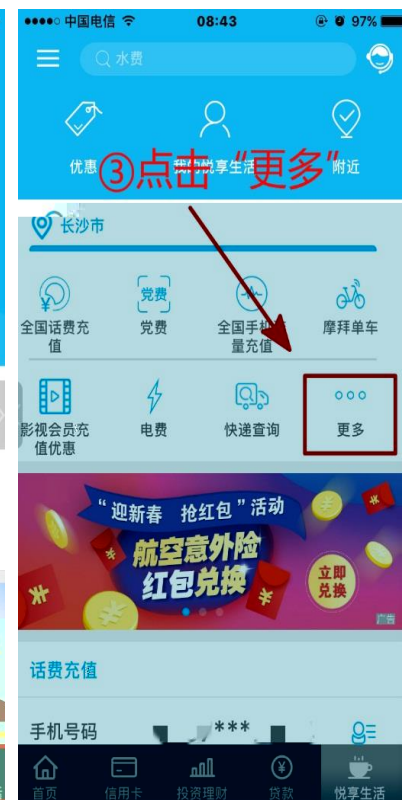 中国电信 08:43 97%
水费
优惠 我的悦享生活 附近
③点击“更多”
长沙市
全国话费充值 党费 全国手机流量充值 摩拜单车
影视会员充值优惠 电费 快递查询 更多
“迎新春 抢红包”活动
航空意外险
红包兑换
立即
兑换
广告
话费充值
手机号码 ***
首页 信用卡 投资理财 贷款 悦享生活